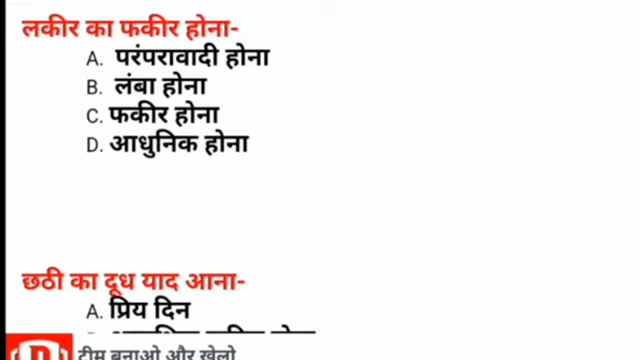 लकीर का फकीर होना-
A. परंपरावादी होना
B. लंबा होना
C. फकीर होना
D. आधुनिक होना
छठी का दूध याद आना-
A. प्रिय दिन
टीम बनाओ और खेलो